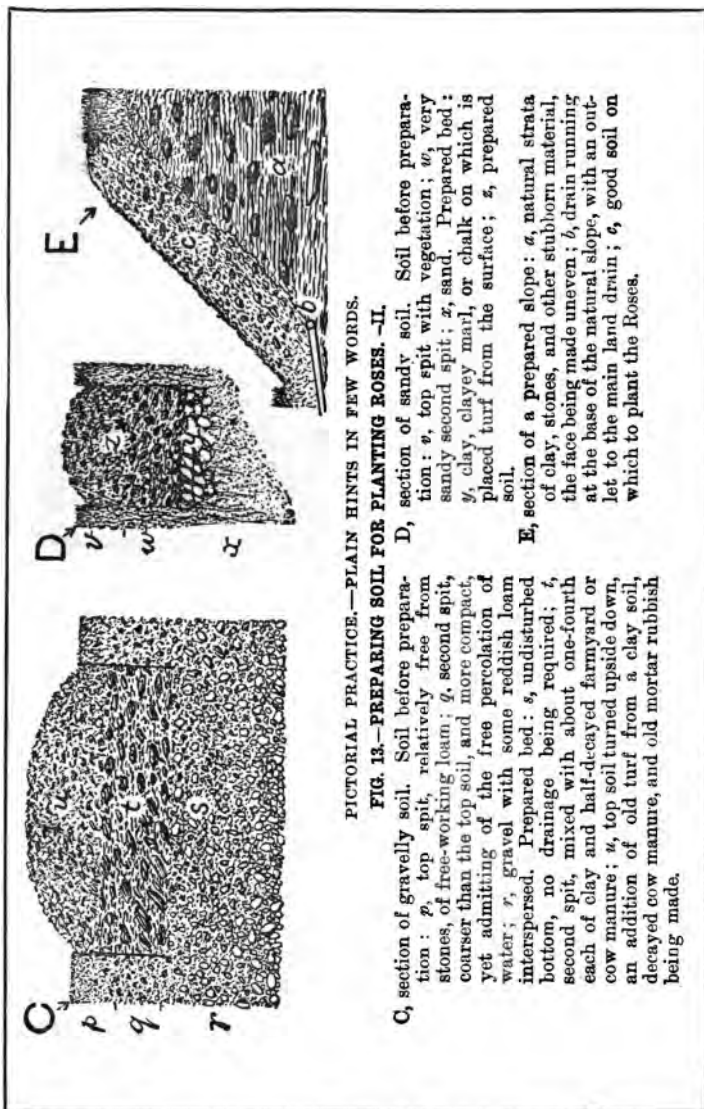 C
p
q
r
u
t
s
D
v
w
x
z
y
E
c
b
a
PICTORIAL PRACTICE.—PLAIN HINTS IN FEW WORDS.
FIG. 13.—PREPARING SOIL FOR PLANTING ROSES.—II.
C, section of gravelly soil. Soil before prepara-
tion: p, top spit, relatively free from
stones, of free-working loam; q, second spit,
coarser than the top soil, and more compact,
yet admitting of the free percolation of
water; r, gravel with some reddish loam
interspersed. Prepared bed: s, undisturbed
bottom, no drainage being required; t,
second spit, mixed with about one-fourth
each of clay and half-decayed farmyard or
cow manure; u, top soil turned upside down,
an addition of old turf from a clay soil,
decayed cow manure, and old mortar rubbish
being made.
D, section of sandy soil. Soil before prepara-
tion: v, top spit with vegetation; w, very
sandy second spit; x, sand. Prepared bed:
y, clay, clayey marl, or chalk on which is
placed turf from the surface; z, prepared
soil.
E, section of a prepared slope: a, natural strata
of clay, stones, and other stubborn material,
the face being made uneven; b, drain running
at the base of the natural slope, with an out-
let to the main land drain; c, good soil on
which to plant the Roses.